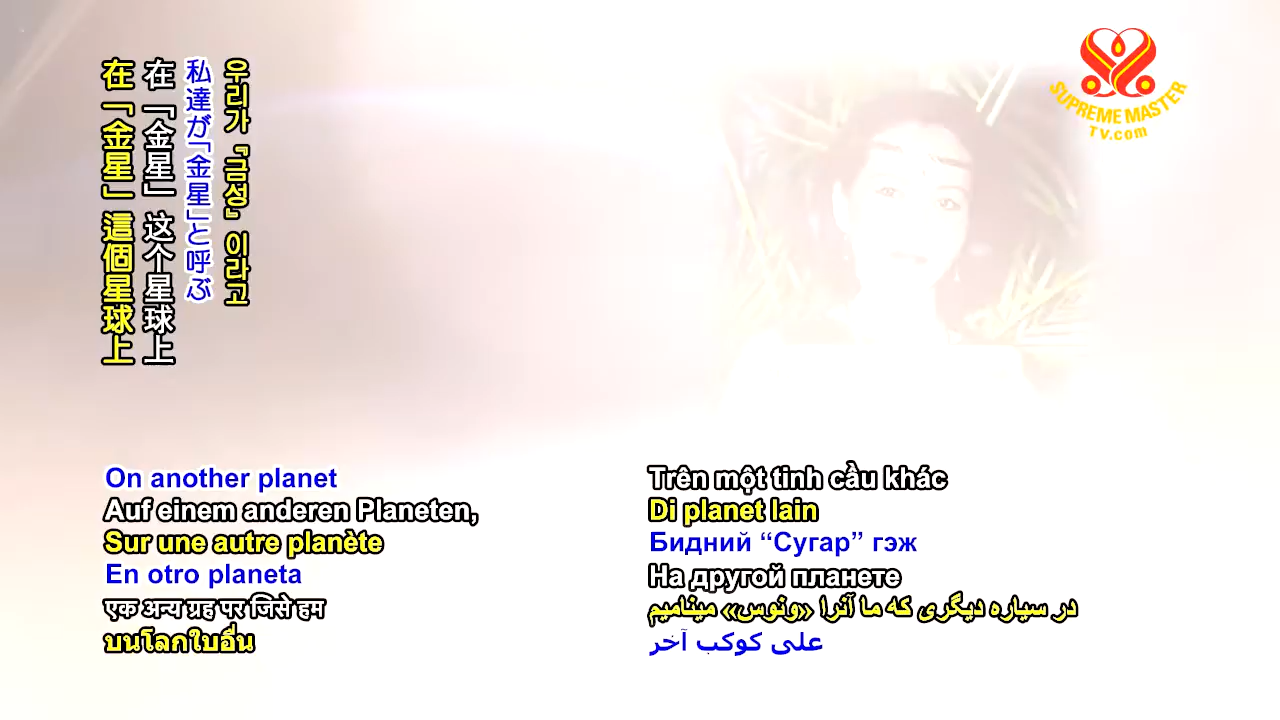 在「金星」這個星球上
在「金星」这个星球上
私達が「金星」と呼ぶ
우리가『금성』이라고
SUPREME MASTER
TV.com
On another planet
Auf einem anderen Planeten,
Sur une autre planète
En otro planeta
एक अन्य ग्रह पर जिसे हम
บนโลกใบอื่น
Trên một tinh cầu khác
Di planet lain
Бидний “Сугар” гэж
На другой планете
در سیاره دیگری که ما آنرا «ونوس» مینامیم
على كوكب آخر